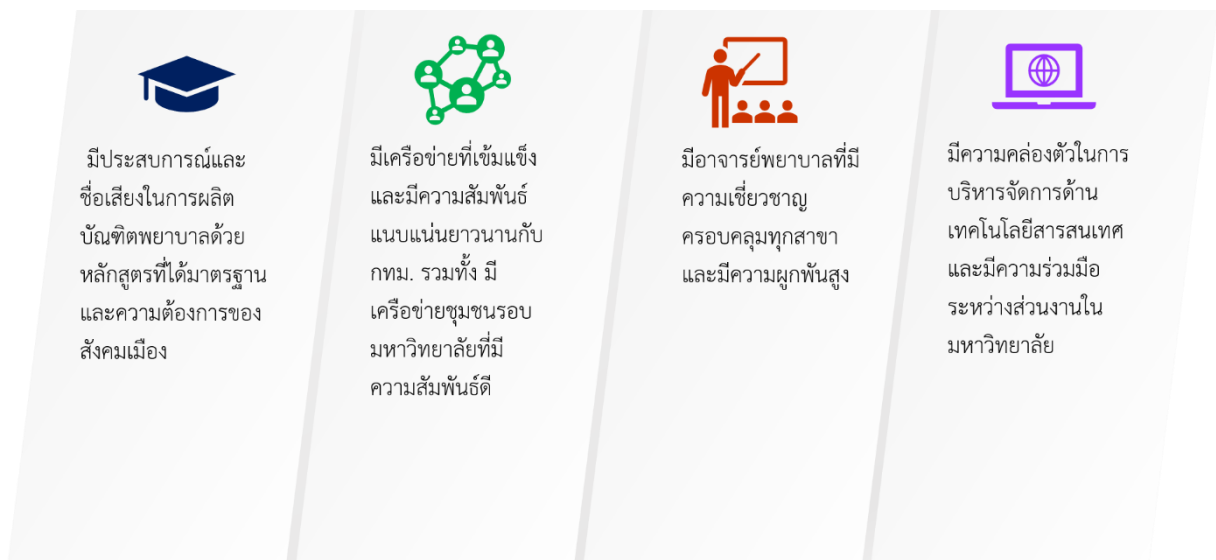 มีประสบการณ์และ
ชื่อเสียงในการผลิต
บัณฑิตพยาบาลด้วย
หลักสูตรที่ได้มาตรฐาน
และความต้องการของ
สังคมเมือง
มีเครือข่ายที่เข้มแข็ง
และมีความสัมพันธ์
แนบแน่นยาวนานกับ
กทม. รวมทั้ง มี
เครือข่ายชุมชนรอบ
มหาวิทยาลัยที่มี
ความสัมพันธ์ดี
มีอาจารย์พยาบาลที่มี
ความเชี่ยวชาญ
ครอบคลุมทุกสาขา
และมีความผูกพันสูง
มีความคล่องตัวในการ
บริหารจัดการด้าน
เทคโนโลยีสารสนเทศ
และมีความร่วมมือ
ระหว่างส่วนงานใน
มหาวิทยาลัย